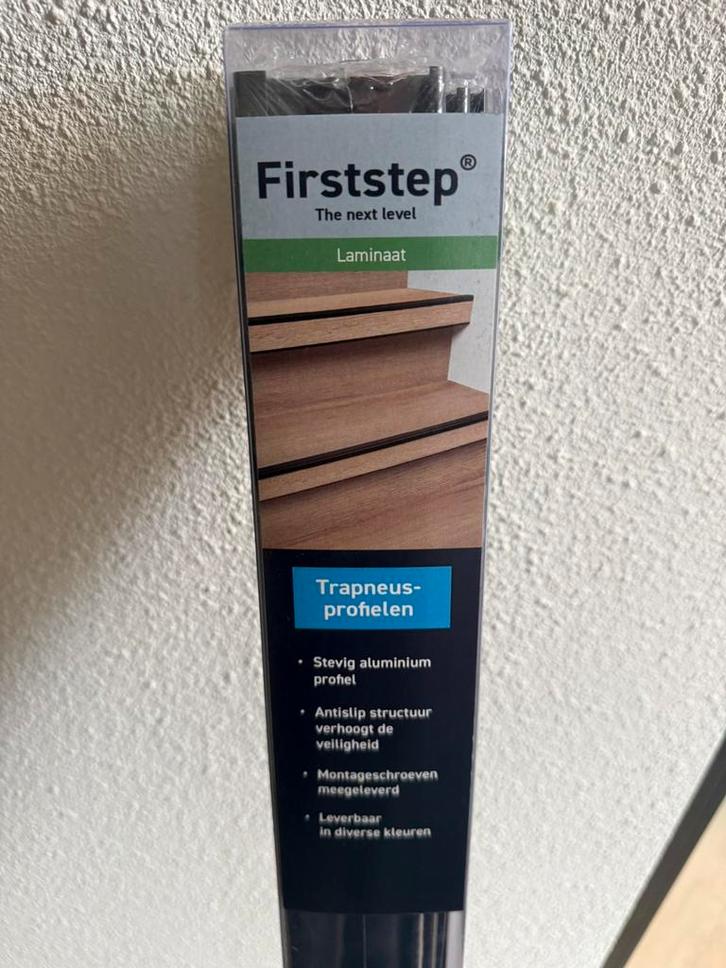 Firststep®
The next level
Laminaat
Trapneus-
profielen
• Stevig aluminium
profiel
• Antislip structuur
verhoogt de
veiligheid
• Montageschroeven
meegeleverd
• Leverbaar
in diverse kleuren